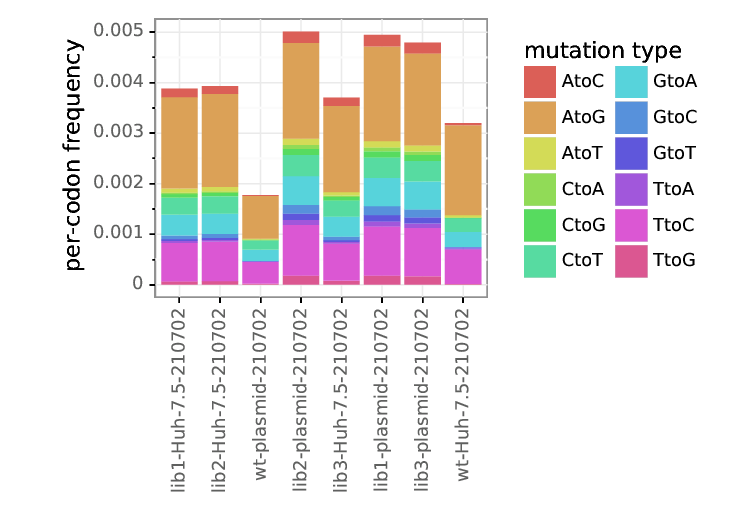 per-codon frequency
0.005
0.004
0.003
0.002
0.001
0
lib1-Huh-7.5-210702
lib2-Huh-7.5-210702
wt-plasmid-210702
lib2-plasmid-210702
lib3-Huh-7.5-210702
lib1-plasmid-210702
lib3-plasmid-210702
wt-Huh-7.5-210702
mutation type
AtoC
AtoG
AtoT
CtoA
CtoG
CtoT
GtoA
GtoC
GtoT
TtoA
TtoC
TtoG